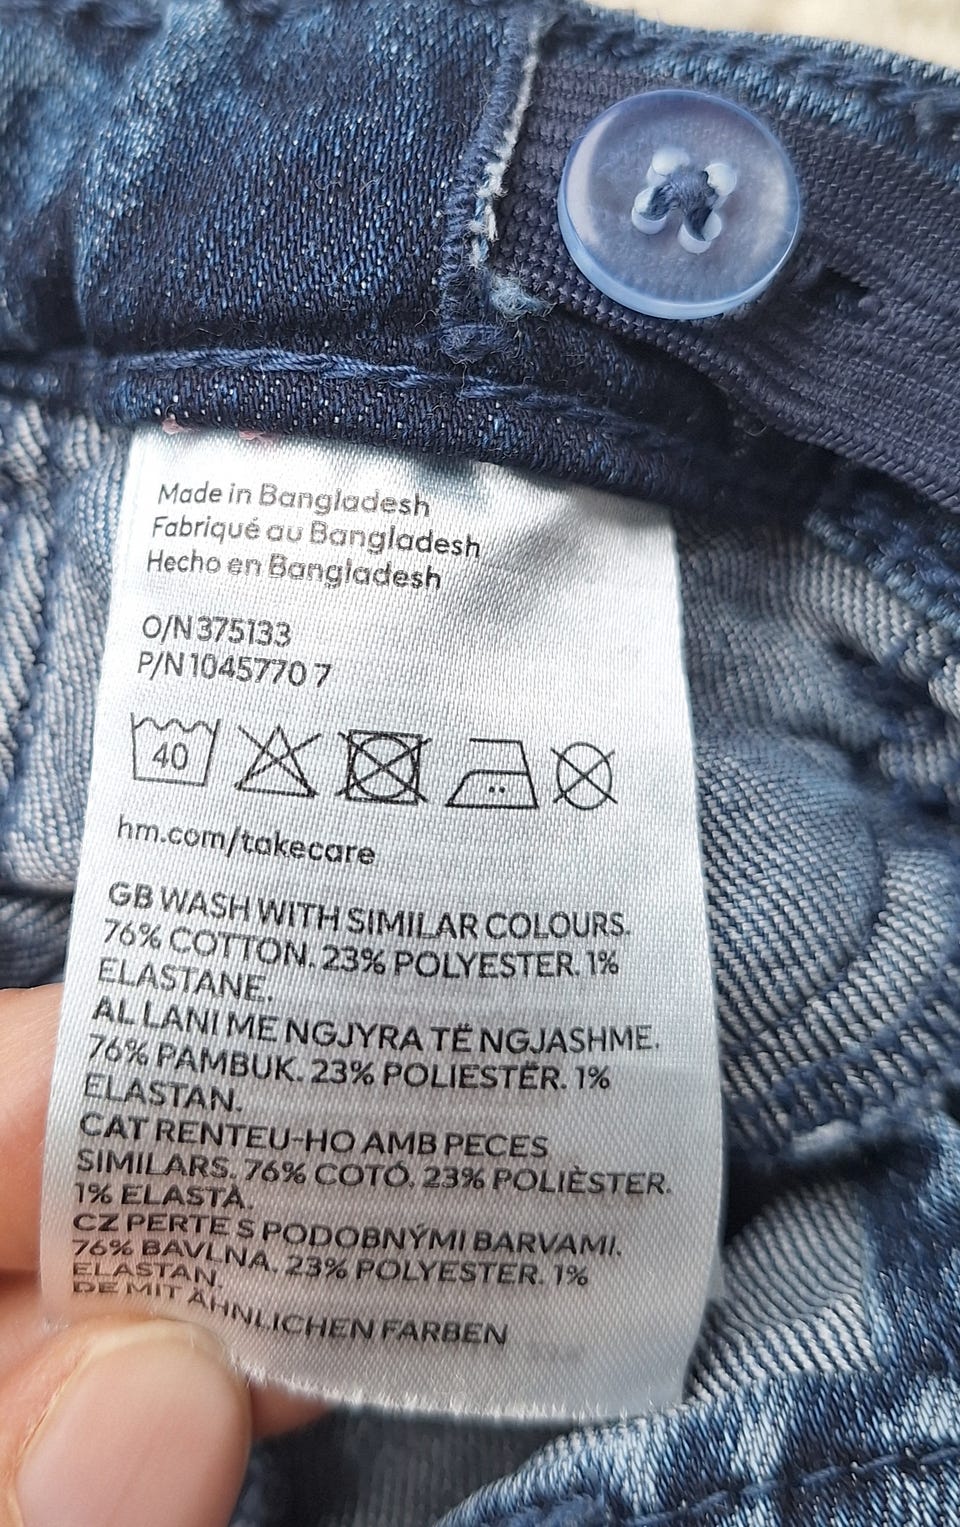 Made in Bangladesh
Fabriqué au Bangladesh
Hecho en Bangladesh
O/N 375133
P/N 10457707
40
hm.com/takecare
GB WASH WITH SIMILAR COLOURS.
76% COTTON. 23% POLYESTER. 1%
ELASTANE.
AL LANI ME NGJYRA TË NGJASHME.
76% PAMBUK. 23% POLIESTËR. 1%
ELASTAN.
CAT RENTEU-HO AMB PECES
SIMILARS. 76% COTÓ. 23% POLIÈSTER.
1% ELASTÀ.
CZ PERTE S PODOBNÝMI BARVAMI.
76% BAVLNA. 23% POLYESTER. 1%
ELASTAN.
DE MIT ÄHNLICHEN FARBEN